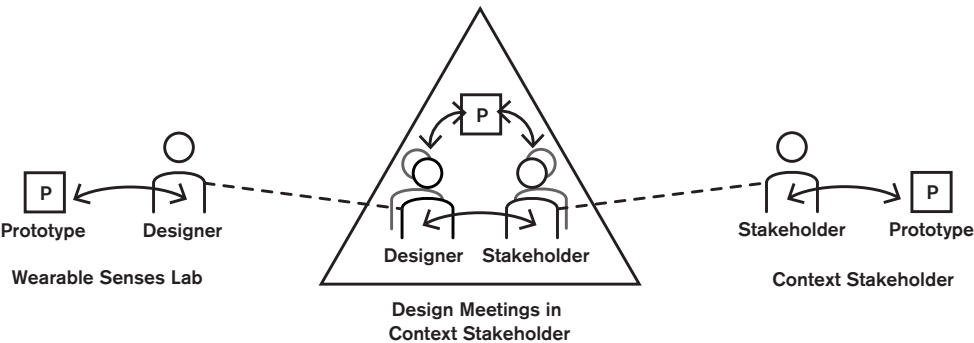 P
P
P
Prototype
Designer
Stakeholder
Prototype
Designer
Stakeholder
Wearable Senses Lab
Context Stakeholder
Design Meetings in
Context Stakeholder